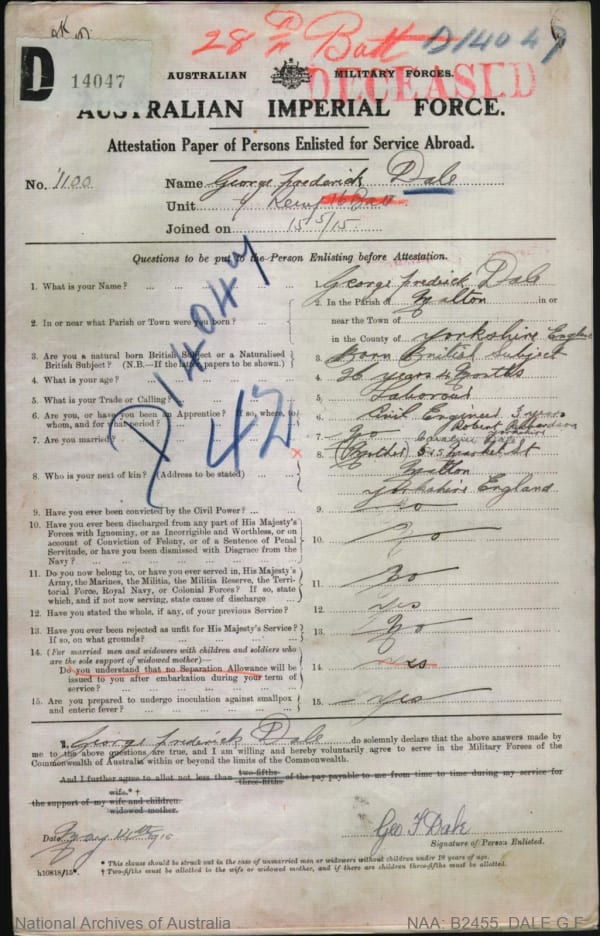 28 Batt D14047
D 14047
AUSTRALIAN MILITARY FORCES.
DECEASED
AUSTRALIAN IMPERIAL FORCE.
Attestation Paper of Persons Enlisted for Service Abroad.
No. 1100 Name George Frederick Dale
Unit 16 Batt
Joined on 15/5/15.
Questions to be put to the Person Enlisting before Attestation.
1. What is your Name? 1. George Fredrick Dale
2. In or near what Parish or Town were you born? 2. In the Parish of Malton in or
near the Town of
in the County of Yorkshire England
3. Are you a natural born British Subject or a Naturalised British Subject? (N.B.—If the latter, papers to be shown.) 3. Born British Subject
4. What is your age? 4. 26 years 4 Months
5. What is your Trade or Calling? 5. Labourer
6. Are you, or have you been an Apprentice? If so, where, to whom, and for what period? 6. Civil Engineer 3 years
Robert Richardson
Yorkshire
7. Are you married? 7. No
8. Who is your next of kin? (Address to be stated) 8. (Mother) Caroline Dale
Market St
Malton
Yorkshire England
9. Have you ever been convicted by the Civil Power? 9. No
10. Have you ever been discharged from any part of His Majesty's Forces with Ignominy, or as Incorrigible and Worthless, or on account of Conviction of Felony, or of a Sentence of Penal Servitude, or have you been dismissed with Disgrace from the Navy? 10. No
11. Do you now belong to, or have you ever served in, His Majesty's Army, the Marines, the Militia, the Militia Reserve, the Territorial Force, Royal Navy, or Colonial Forces? If so, state which, and if not now serving, state cause of discharge 11. No
12. Have you stated the whole, if any, of your previous Service? 12. Yes
13. Have you ever been rejected as unfit for His Majesty's Service? If so, on what grounds? 13. No
14. (For married men and widowers with children and soldiers who are the sole support of widowed mother)—
Do you understand that no Separation Allowance will be issued to you after embarkation during your term of service? 14. Yes
15. Are you prepared to undergo inoculation against smallpox and enteric fever? 15. Yes
D14047
D 42
I, George Frederick Dale do solemnly declare that the above answers made by
me to the above questions are true, and I am willing and hereby voluntarily agree to serve in the Military Forces of the
Commonwealth of Australia within or beyond the limits of the Commonwealth.
And I further agree to allot not less than two-fifths three-fifths of the pay payable to me from time to time during my service for
wife.* †
the support of my wife and children.
widowed mother.
Date May 14th 1915
Geo F Dale
Signature of Person Enlisted.
* This clause should be struck out in the case of unmarried men or widowers without children under 18 years of age.
h10818/15*. † Two-fifths must be allotted to the wife or widowed mother, and if there are children three-fifths must be allotted.
National Archives of Australia NAA: B2455, DALE G F